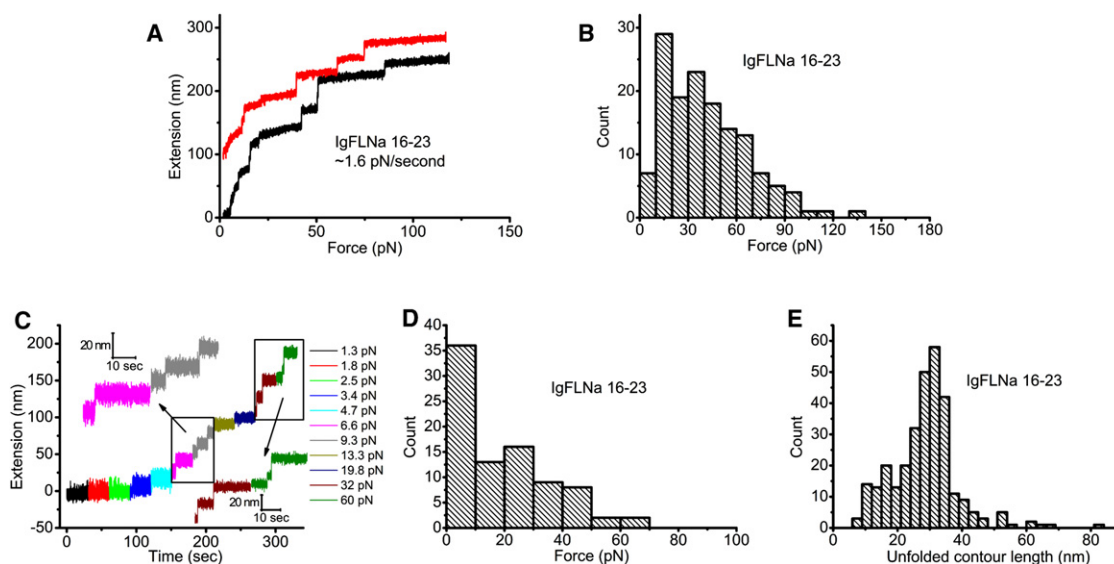 A
300
200
100
0
Extension (nm)
IgFLNa 16-23
~1.6 pN/second
0
50
100
150
Force (pN)
B
30
20
10
0
Count
IgFLNa 16-23
0
30
60
90
120
150
180
Force (pN)
C
200
150
100
50
0
-50
Extension (nm)
20 nm
10 sec
20 nm
10 sec
0
100
200
300
Time (sec)
1.3 pN
1.8 pN
2.5 pN
3.4 pN
4.7 pN
6.6 pN
9.3 pN
13.3 pN
19.8 pN
32 pN
60 pN
D
40
35
30
25
20
15
10
5
0
Count
IgFLNa 16-23
0
20
40
60
80
100
Force (pN)
E
60
50
40
30
20
10
0
Count
IgFLNa 16-23
0
20
40
60
80
Unfolded contour length (nm)